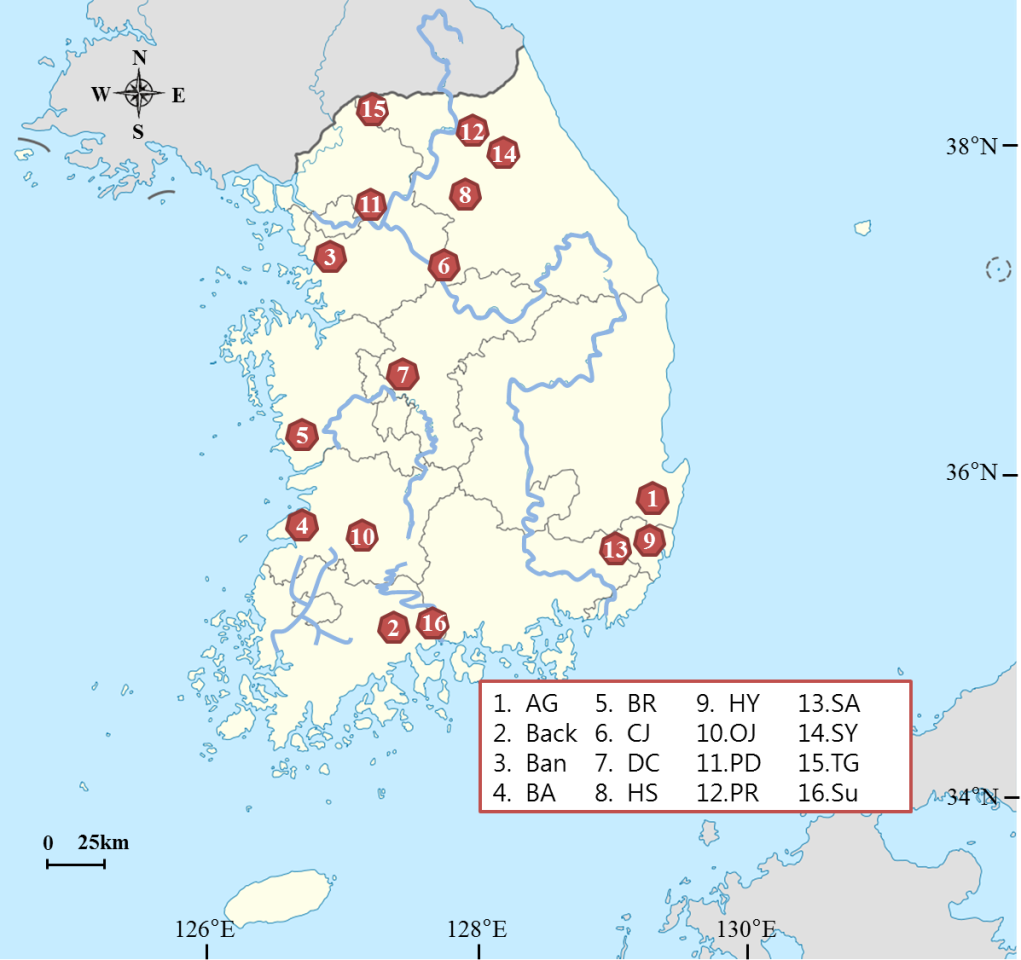 N
W E
S
15
12
14
38°N
8
11
3
6
7
5
36°N
1
4
10
9
13
2
16
1. AG 5. BR 9. HY 13.SA
2. Back 6. CJ 10.OJ 14.SY
3. Ban 7. DC 11.PD 15.TG
4. BA 8. HS 12.PR 16.Su
34°N
0 25km
126°E 128°E 130°E